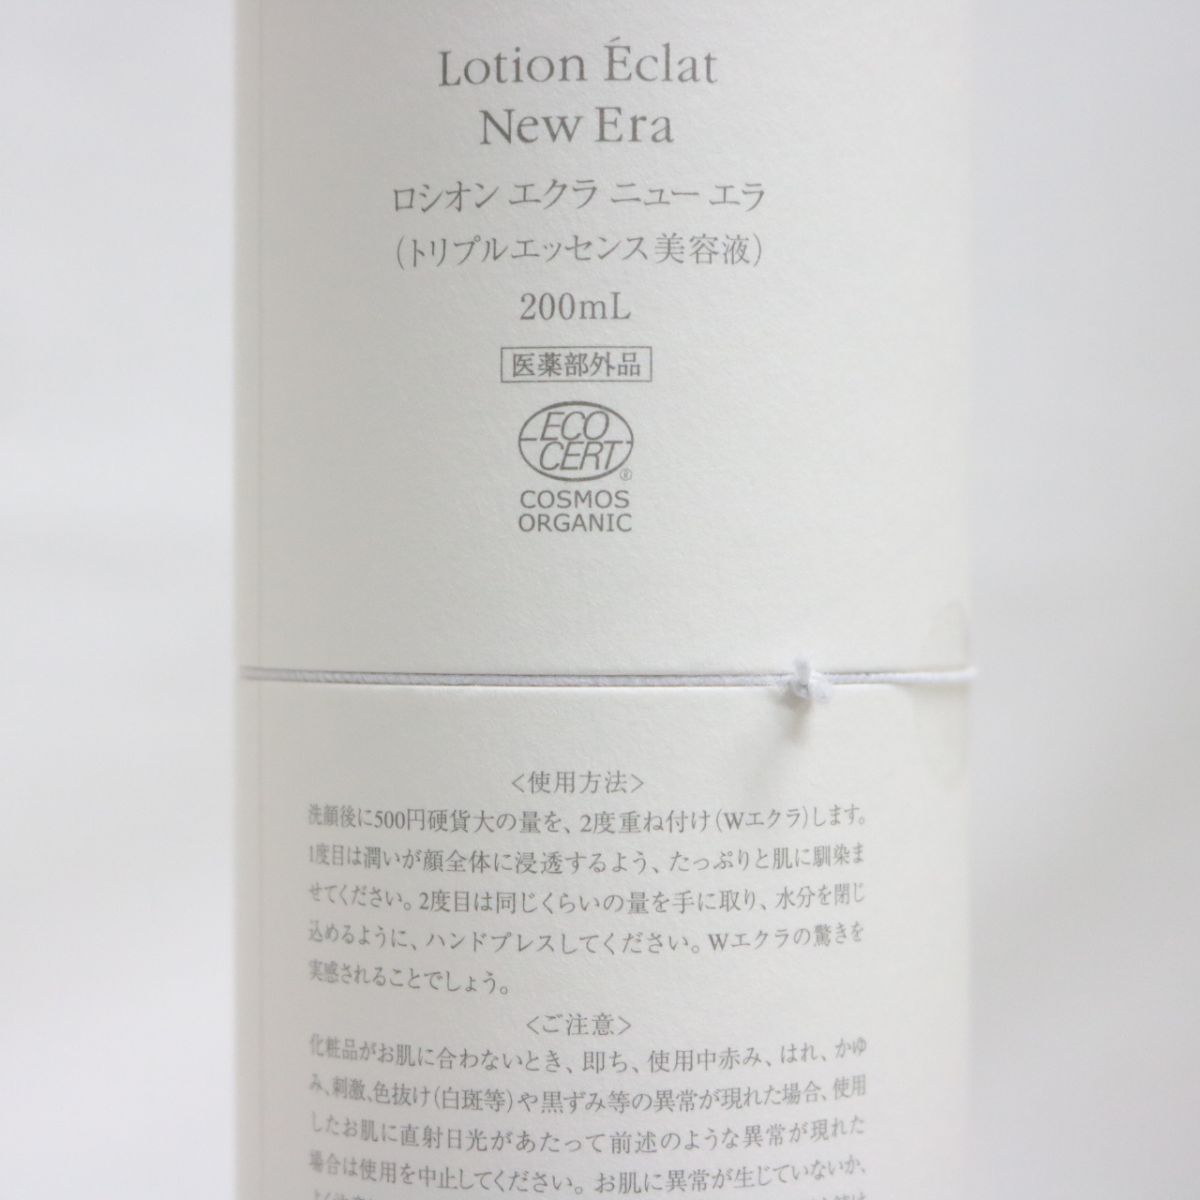 Lotion Éclat
New Era
ロシオン エクラ ニュー エラ
(トリプルエッセンス美容液)
200mL
医薬部外品
ECO
CERT®
COSMOS
ORGANIC
<使用方法>
洗顔後に500円硬貨大の量を、2度重ね付け(Wエクラ)します。
1度目は潤いが顔全体に浸透するよう、たっぷりと肌に馴染ま
せてください。2度目は同じくらいの量を手に取り、水分を閉じ
込めるように、ハンドプレスしてください。Wエクラの驚きを
実感されることでしょう。
<ご注意>
化粧品がお肌に合わないとき、即ち、使用中赤み、はれ、かゆ
み、刺激、色抜け(白斑等)や黒ずみ等の異常が現れた場合、使用
したお肌に直射日光があたって前述のような異常が現れた
場合は使用を中止してください。お肌に異常が生じていないか、